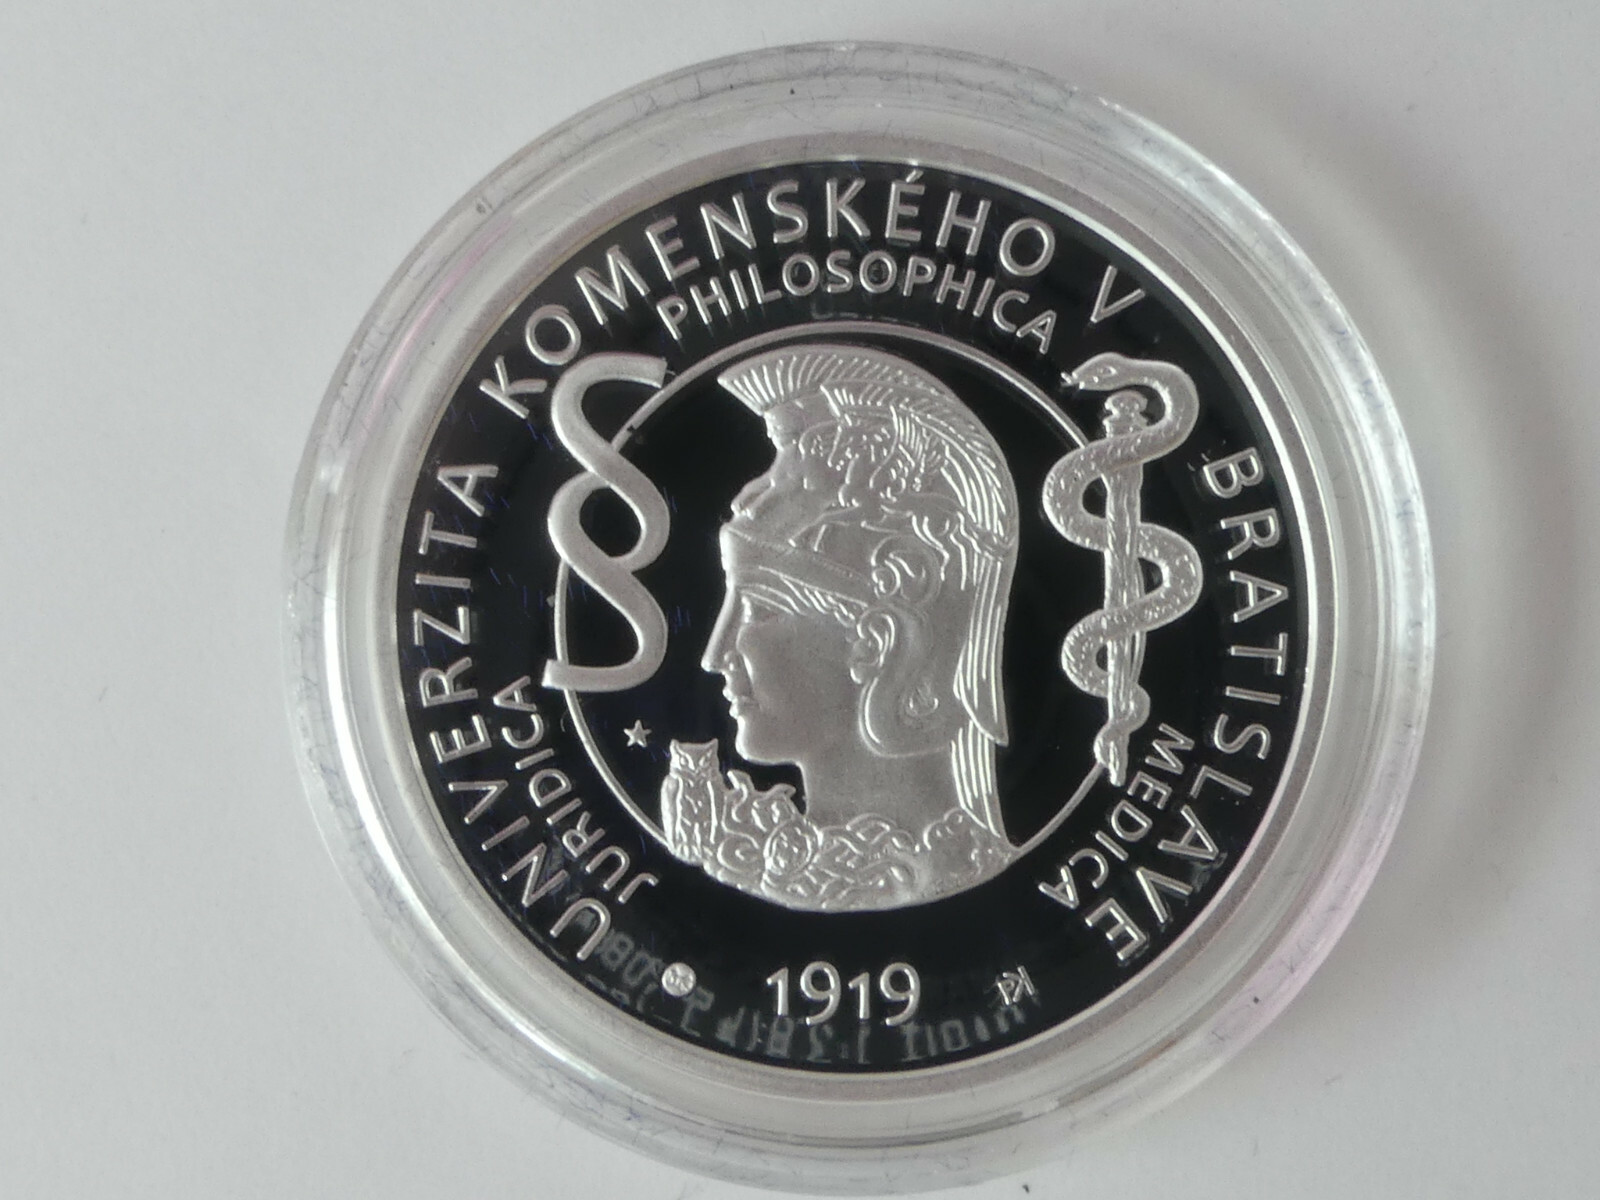 UNIVERZITA KOMENSKÉHO V BRATISLAVE
PHILOSOPHICA
JURIDICA
MEDICA
1919